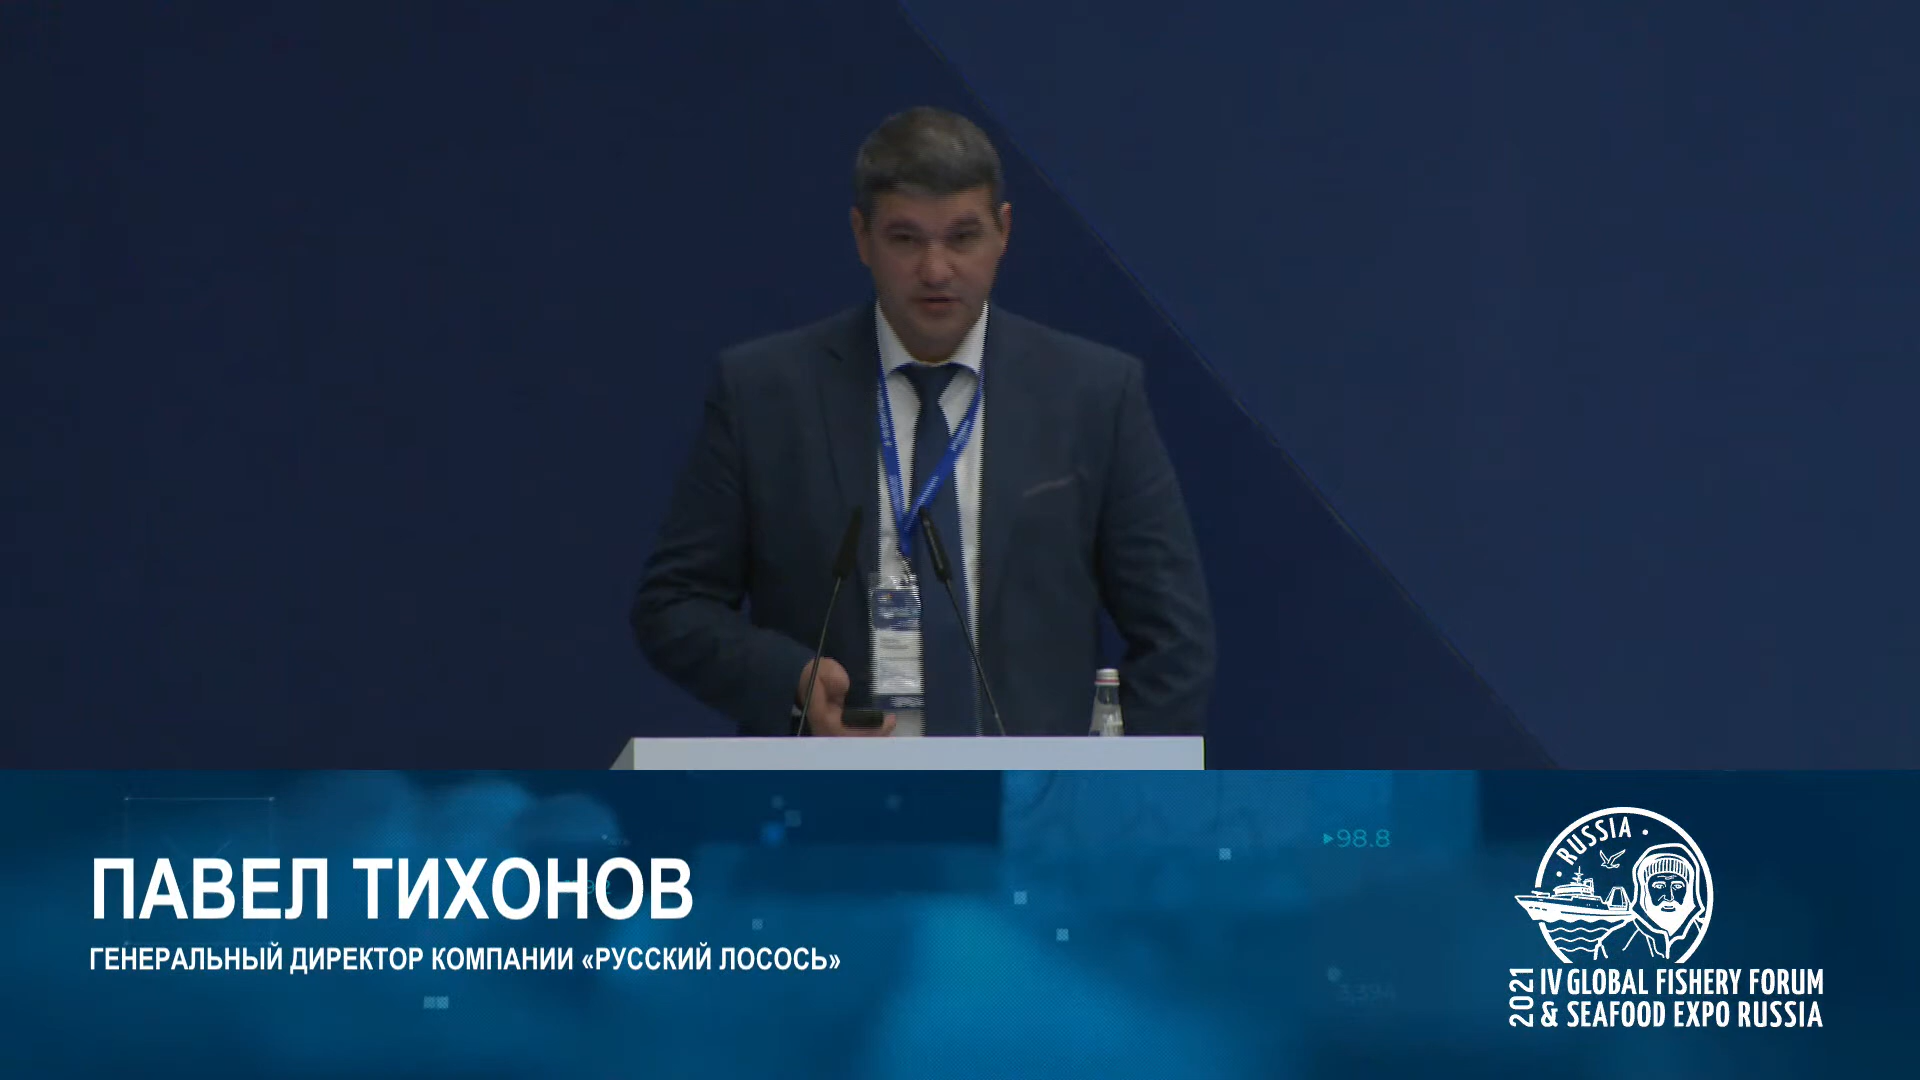 ПАВЕЛ ТИХОНОВ
ГЕНЕРАЛЬНЫЙ ДИРЕКТОР КОМПАНИИ «РУССКИЙ ЛОСОСЬ»
98.8
• RUSSIA •
2021
IV GLOBAL FISHERY FORUM
& SEAFOOD EXPO RUSSIA